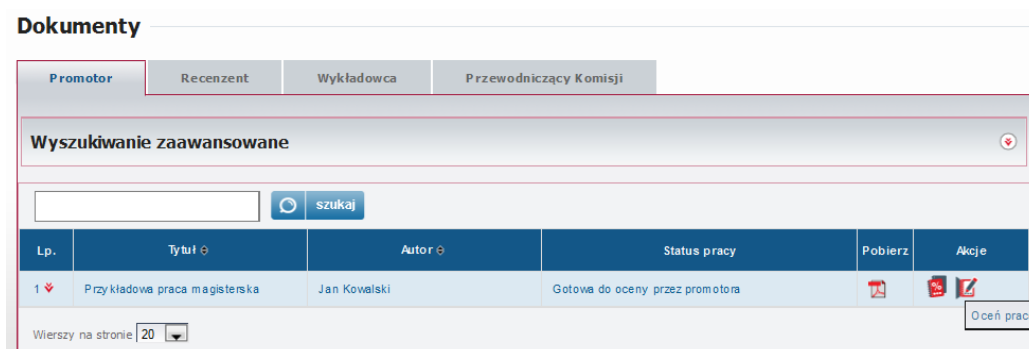 Dokumenty
Promotor Recenzent Wykładowca Przewodniczący Komisji
Wyszukiwanie zaawansowane
szukaj
Lp. Tytuł Autor Status pracy Pobierz Akcje
1 Przykładowa praca magisterska Jan Kowalski Gotowa do oceny przez promotora
Oceń prac
Wierszy na stronie 20